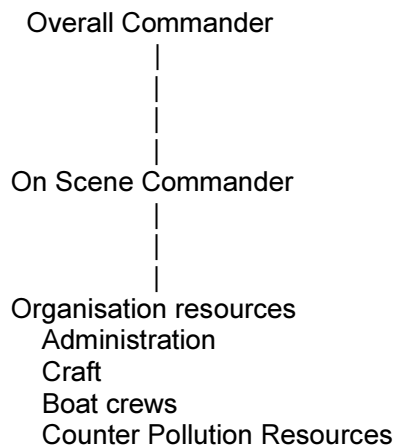 Overall Commander
|
|
|
|
On Scene Commander
|
|
|
Organisation resources
Administration
Craft
Boat crews
Counter Pollution Resources